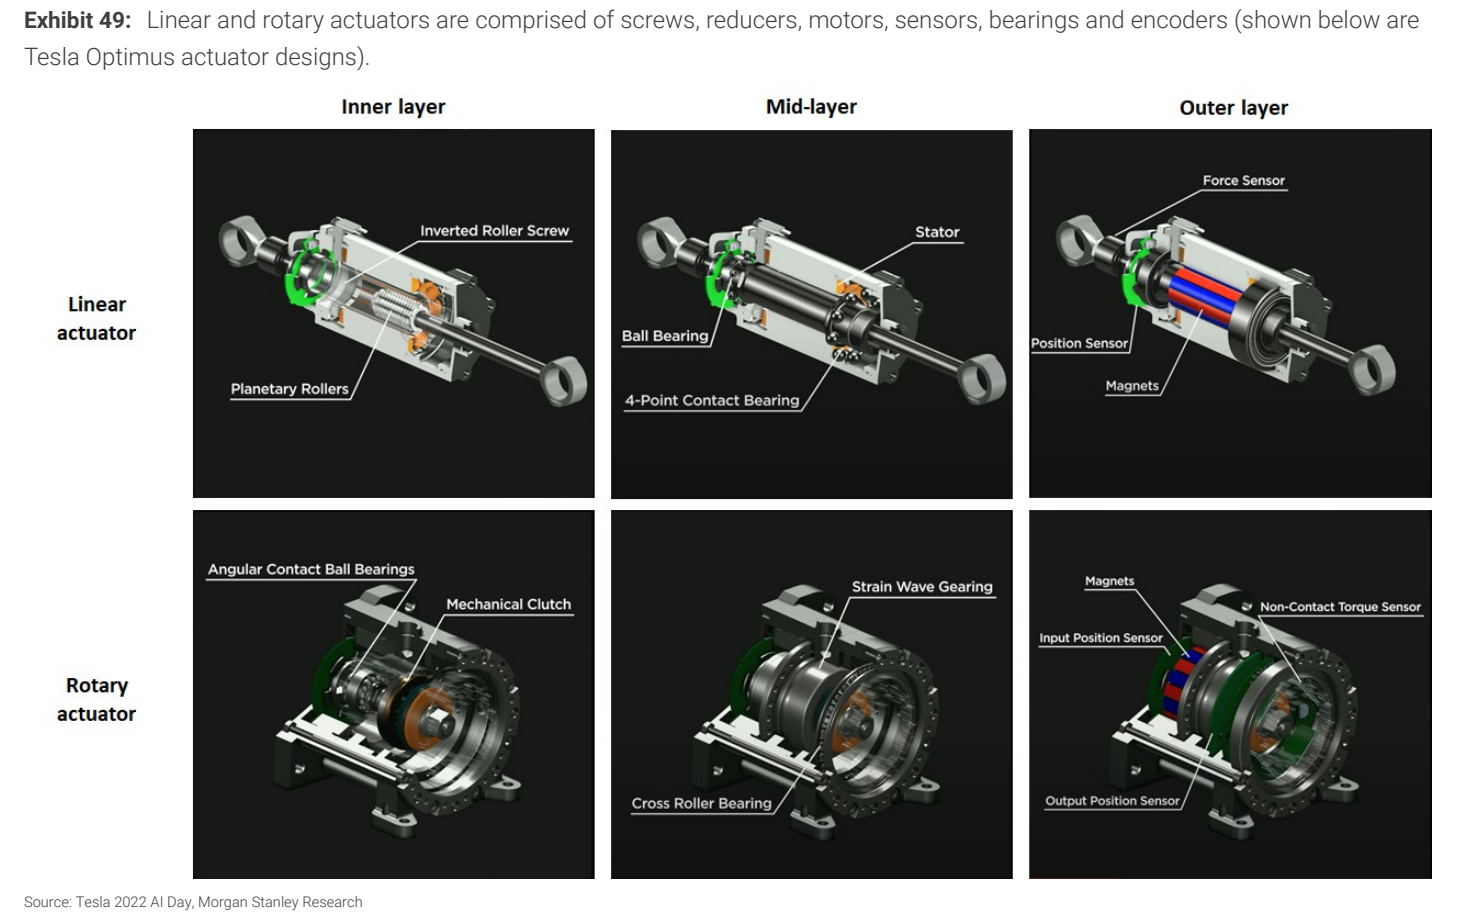 Exhibit 49: Linear and rotary actuators are comprised of screws, reducers, motors, sensors, bearings and encoders (shown below are
Tesla Optimus actuator designs).
Inner layer
Mid-layer
Outer layer
Linear
actuator
Inverted Roller Screw
Planetary Rollers
Stator
Ball Bearing
4-Point Contact Bearing
Force Sensor
Position Sensor
Magnets
Rotary
actuator
Angular Contact Ball Bearings
Mechanical Clutch
Strain Wave Gearing
Cross Roller Bearing
Magnets
Non-Contact Torque Sensor
Input Position Sensor
Output Position Sensor
Source: Tesla 2022 AI Day, Morgan Stanley Research